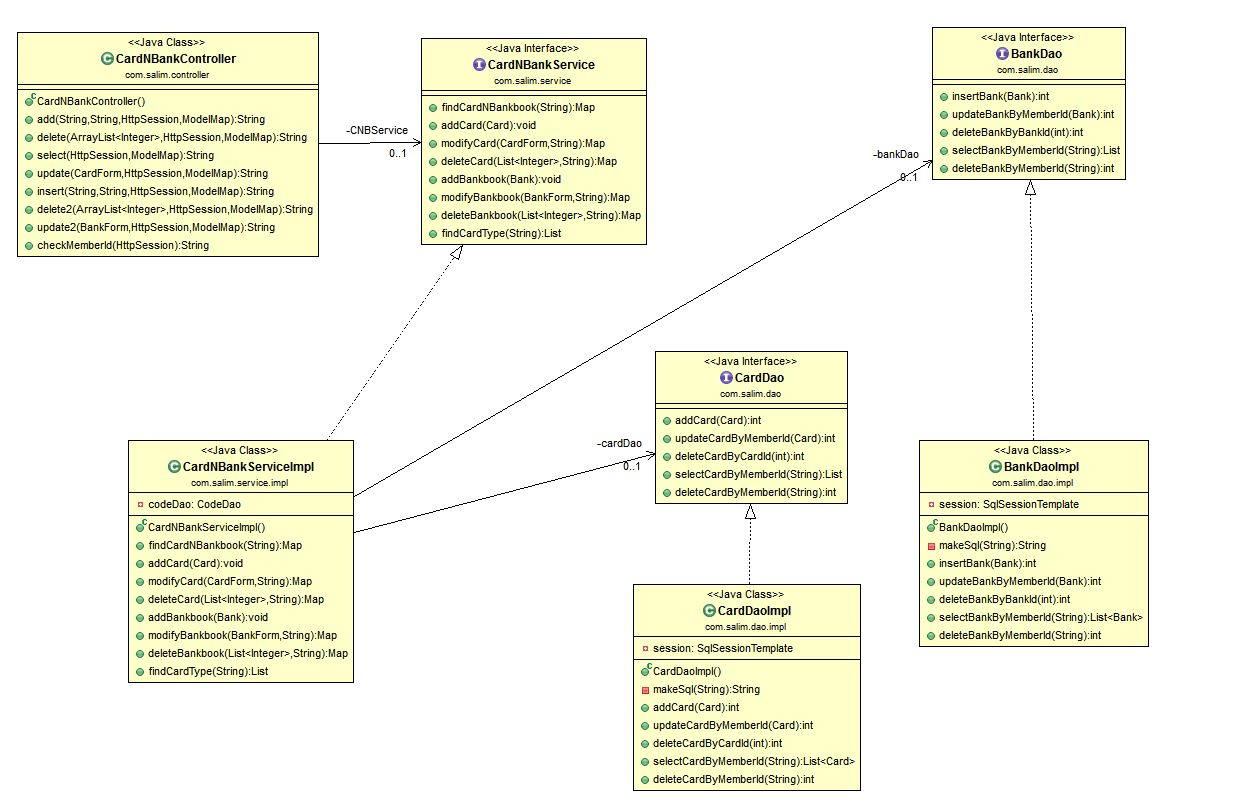 <<Java Class>>
CardNBankController
com.salim.controller
CardNBankController()
add(String,String,HttpSession,ModelMap):String
delete(ArrayList<Integer>,HttpSession,ModelMap):String
select(HttpSession,ModelMap):String
update(CardForm,HttpSession,ModelMap):String
insert(String,String,HttpSession,ModelMap):String
delete2(ArrayList<Integer>,HttpSession,ModelMap):String
update2(BankForm,HttpSession,ModelMap):String
checkMemberId(HttpSession):String
-CNBService
0..1
<<Java Interface>>
CardNBankService
com.salim.service
findCardNBankbook(String):Map
addCard(Card):void
modifyCard(CardForm,String):Map
deleteCard(List<Integer>,String):Map
addBankbook(Bank):void
modifyBankbook(BankForm,String):Map
deleteBankbook(List<Integer>,String):Map
findCardType(String):List
-bankDao
0..1
<<Java Interface>>
BankDao
com.salim.dao
insertBank(Bank):int
updateBankByMemberId(Bank):int
deleteBankByBankId(int):int
selectBankByMemberId(String):List
deleteBankByMemberId(String):int
<<Java Class>>
CardNBankServiceImpl
com.salim.service.impl
codeDao: CodeDao
CardNBankServiceImpl()
findCardNBankbook(String):Map
addCard(Card):void
modifyCard(CardForm,String):Map
deleteCard(List<Integer>,String):Map
addBankbook(Bank):void
modifyBankbook(BankForm,String):Map
deleteBankbook(List<Integer>,String):Map
findCardType(String):List
-cardDao
0..1
<<Java Interface>>
CardDao
com.salim.dao
addCard(Card):int
updateCardByMemberId(Card):int
deleteCardByCardId(int):int
selectCardByMemberId(String):List
deleteCardByMemberId(String):int
<<Java Class>>
BankDaoImpl
com.salim.dao.impl
session: SqlSessionTemplate
BankDaoImpl()
makeSql(String):String
insertBank(Bank):int
updateBankByMemberId(Bank):int
deleteBankByBankId(int):int
selectBankByMemberId(String):List<Bank>
deleteBankByMemberId(String):int
<<Java Class>>
CardDaoImpl
com.salim.dao.impl
session: SqlSessionTemplate
CardDaoImpl()
makeSql(String):String
addCard(Card):int
updateCardByMemberId(Card):int
deleteCardByCardId(int):int
selectCardByMemberId(String):List<Card>
deleteCardByMemberId(String):int